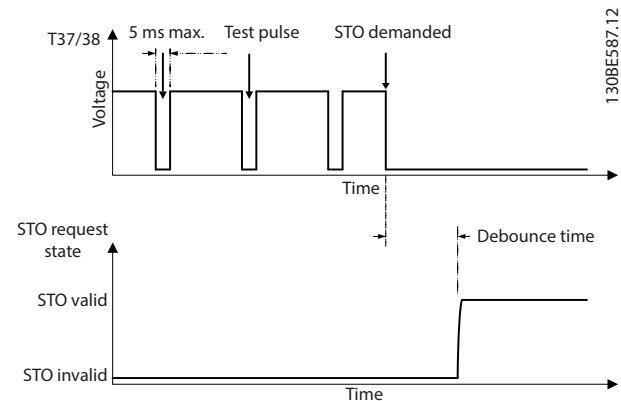 T37/38
5 ms max.
Test pulse
STO demanded
130BE587.12
Voltage
Time
STO request
state
Debounce time
STO valid
STO invalid
Time